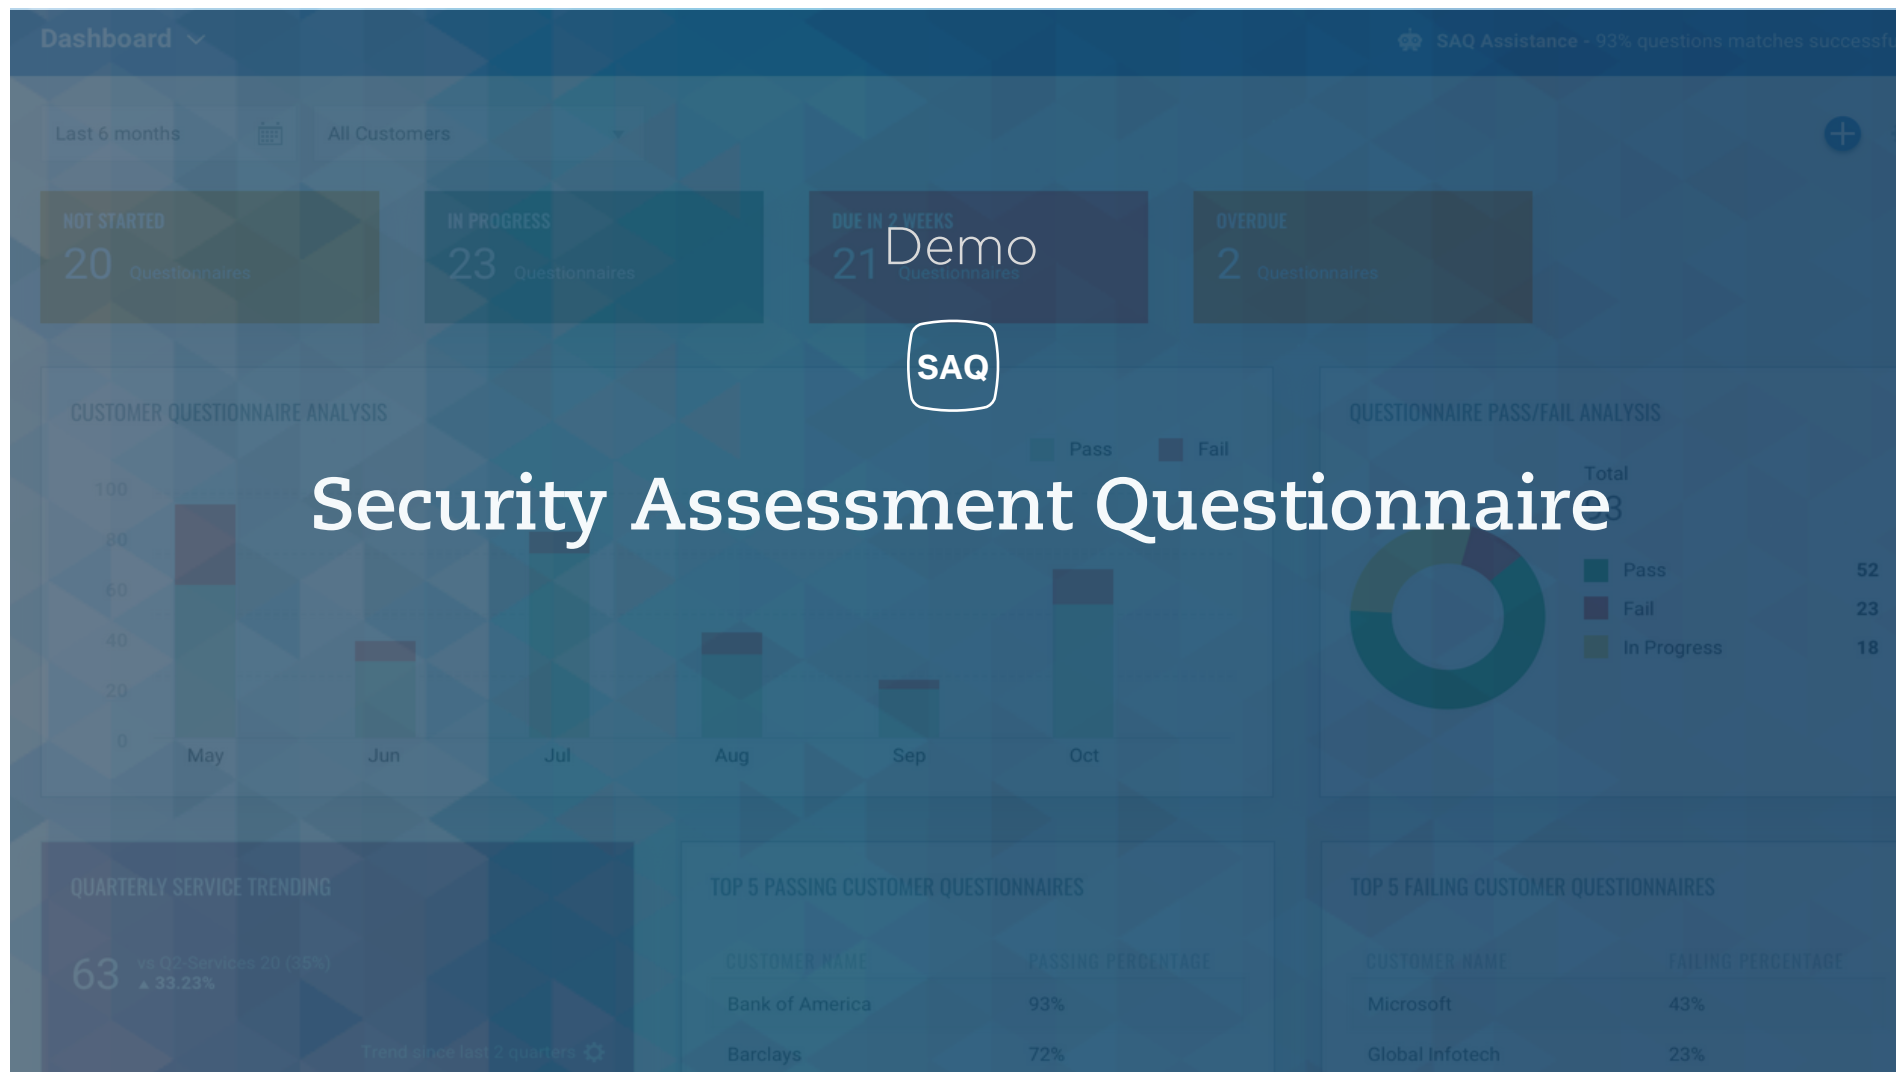 Dashboard
SAQ Assistance - 93% questions matches successfu
Last 6 months
All Customers
NOT STARTED
20 Questionnaires
IN PROGRESS
23 Questionnaires
DUE IN 2 WEEKS
21 Questionnaires
OVERDUE
2 Questionnaires
Demo
SAQ
Security Assessment Questionnaire
CUSTOMER QUESTIONNAIRE ANALYSIS
Pass
Fail
100
80
60
40
20
0
May
Jun
Jul
Aug
Sep
Oct
QUESTIONNAIRE PASS/FAIL ANALYSIS
Total
93
Pass 52
Fail 23
In Progress 18
QUARTERLY SERVICE TRENDING
63
vs Q2-Services 20 (35%)
▲ 33.23%
Trend since last 2 quarters
TOP 5 PASSING CUSTOMER QUESTIONNAIRES
CUSTOMER NAME PASSING PERCENTAGE
Bank of America 93%
Barclays 72%
TOP 5 FAILING CUSTOMER QUESTIONNAIRES
CUSTOMER NAME FAILING PERCENTAGE
Microsoft 43%
Global Infotech 23%